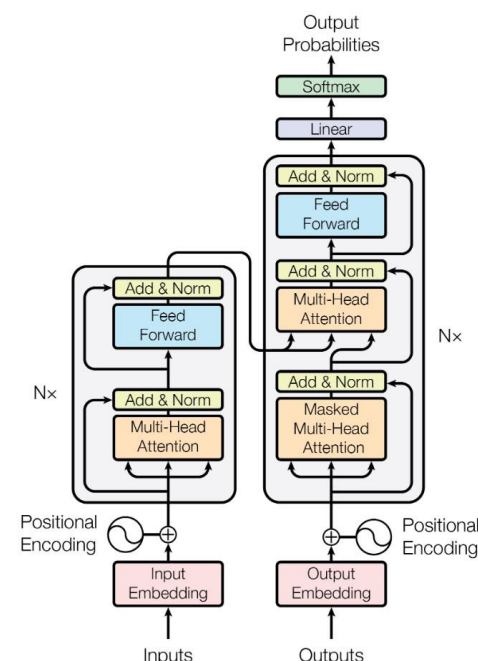 Output
Probabilities
Softmax
Linear
Add & Norm
Feed
Forward
Add & Norm
Multi-Head
Attention
Add & Norm
Masked
Multi-Head
Attention
Nx
Add & Norm
Feed
Forward
Add & Norm
Multi-Head
Attention
Nx
Positional
Encoding
Positional
Encoding
Input
Embedding
Output
Embedding
Inputs
Outputs